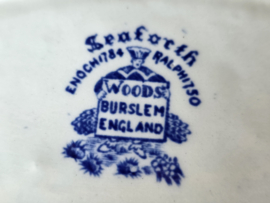 Seaforth
ENOCH 1784 RALPH 1750
WOODS
BURSLEM
ENGLAND